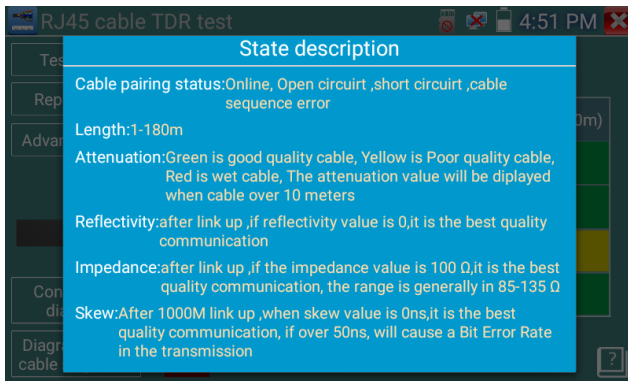 RJ45 cable TDR test
4:51 PM
State description
Cable pairing status:Online, Open circuirt ,short circuirt ,cable
sequence error
Length:1-180m
Attenuation:Green is good quality cable, Yellow is Poor quality cable,
Red is wet cable, The attenuation value will be diplayed
when cable over 10 meters
Reflectivity:after link up ,if reflectivity value is 0,it is the best quality
communication
Impedance:after link up ,if the impedance value is 100 Ω,it is the best
quality communication, the range is generally in 85-135 Ω
Skew:After 1000M link up ,when skew value is 0ns,it is the best
quality communication, if over 50ns, will cause a Bit Error Rate
in the transmission
Tes
Rep
Advan
0m)
Con
dia
Diagr
cable
?